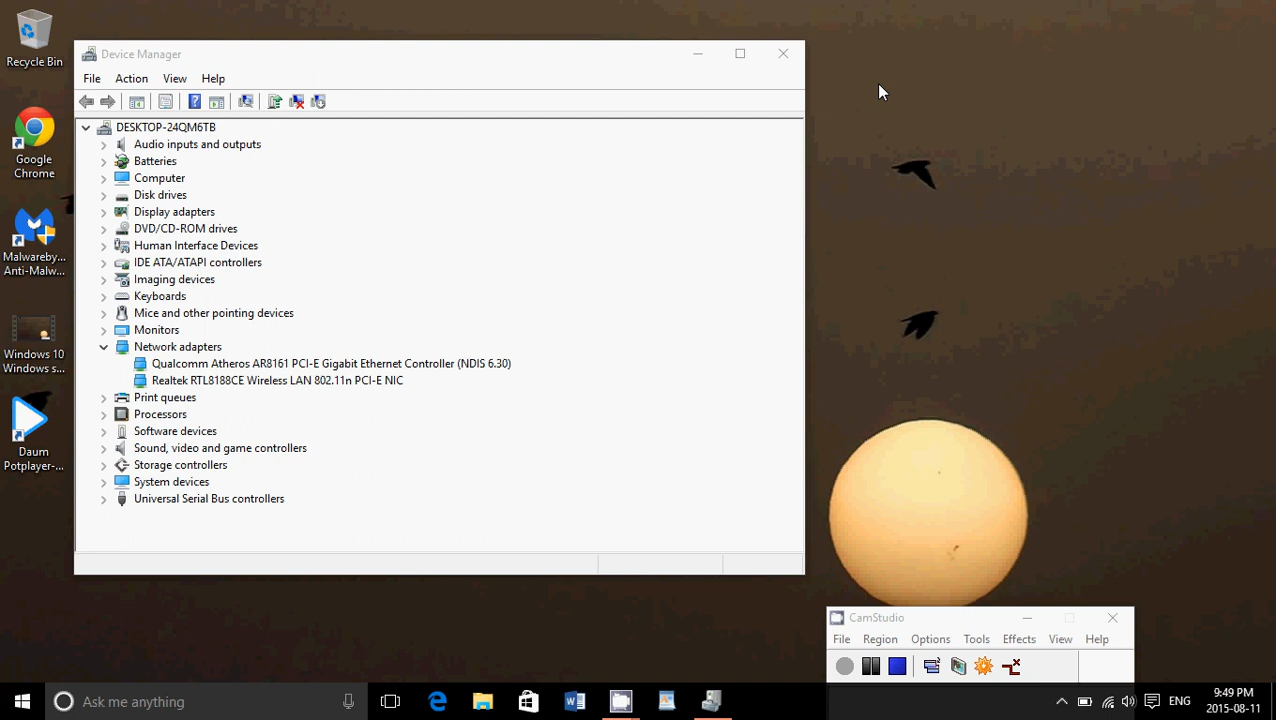 Recycle Bin
Google
Chrome
Malwareby...
Anti-Malw...
Windows 10
Windows s...
Daum
Potplayer-...
Device Manager
File Action View Help
DESKTOP-24QM6TB
Audio inputs and outputs
Batteries
Computer
Disk drives
Display adapters
DVD/CD-ROM drives
Human Interface Devices
IDE ATA/ATAPI controllers
Imaging devices
Keyboards
Mice and other pointing devices
Monitors
Network adapters
Qualcomm Atheros AR8161 PCI-E Gigabit Ethernet Controller (NDIS 6.30)
Realtek RTL8188CE Wireless LAN 802.11n PCI-E NIC
Print queues
Processors
Software devices
Sound, video and game controllers
Storage controllers
System devices
Universal Serial Bus controllers
CamStudio
File Region Options Tools Effects View Help
Ask me anything
ENG
9:49 PM
2015-08-11